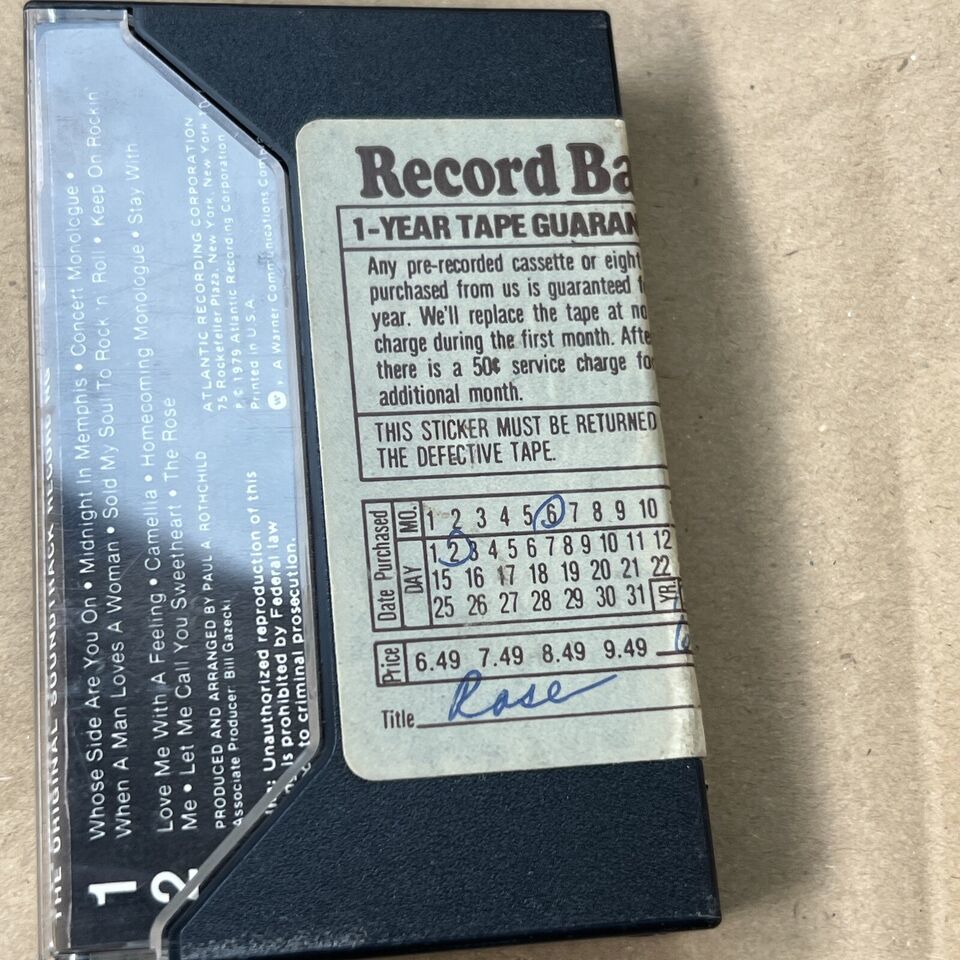 Record Ba
1-YEAR TAPE GUARAN
Any pre-recorded cassette or eight
purchased from us is guaranteed
year. We'll replace the tape at no
charge during the first month. Afte
there is a 50¢ service charge fo
additional month.
THIS STICKER MUST BE RETURNED
THE DEFECTIVE TAPE.
Date Purchased
MO. 1 2 3 4 5 6 7 8 9 10
DAY 1 2 3 4 5 6 7 8 9 10 11 12
15 16 17 18 19 20 21 22
25 26 27 28 29 30 31 YR.
Price 6.49 7.49 8.49 9.49
Title Rose
THE ORIGINAL SOUNDTRACK RECORDING
1 Whose Side Are You On • Midnight In Memphis • Concert Monologue •
When A Man Loves A Woman • Sold My Soul To Rock 'n' Roll • Keep On Rockin
2 Love Me With A Feeling • Camellia • Homecoming Monologue • Stay With
Me • Let Me Call You Sweetheart • The Rose
PRODUCED AND ARRANGED BY PAUL A. ROTHCHILD
Associate Producer: Bill Gazecki
Unauthorized reproduction of this
is prohibited by Federal law
to criminal prosecution.
ATLANTIC RECORDING CORPORATION
75 Rockefeller Plaza, New York, New York
℗ © 1979 Atlantic Recording Corporation
Printed in U.S.A.
A Warner Communications Comp